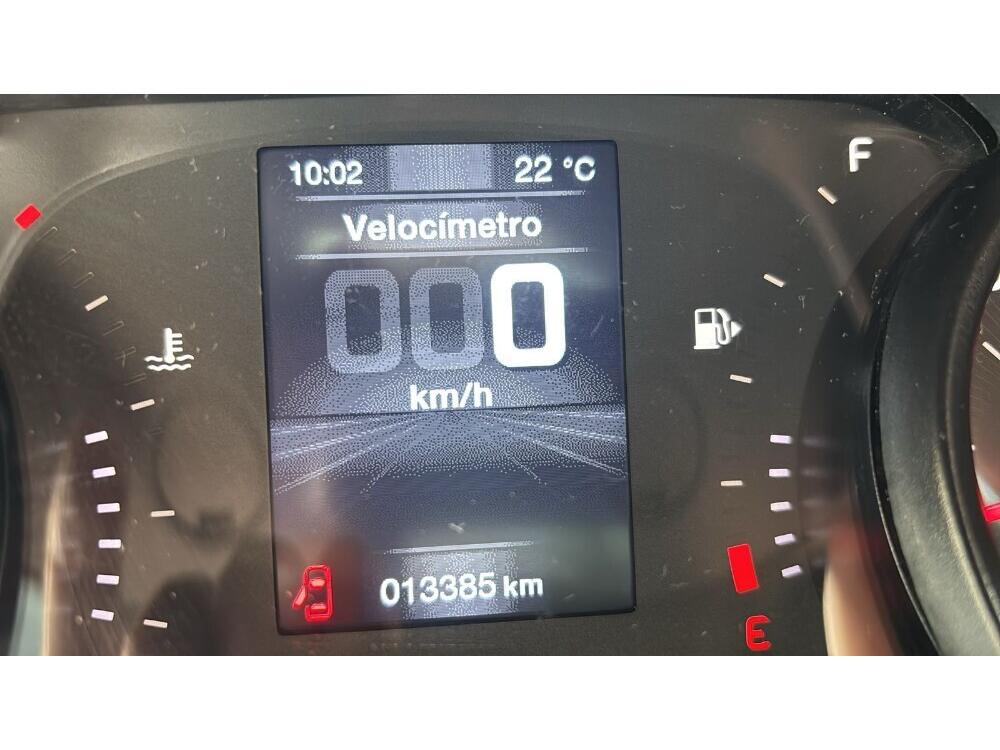 10:02 22 °C
F
Velocímetro
000
km/h
013385 km
E